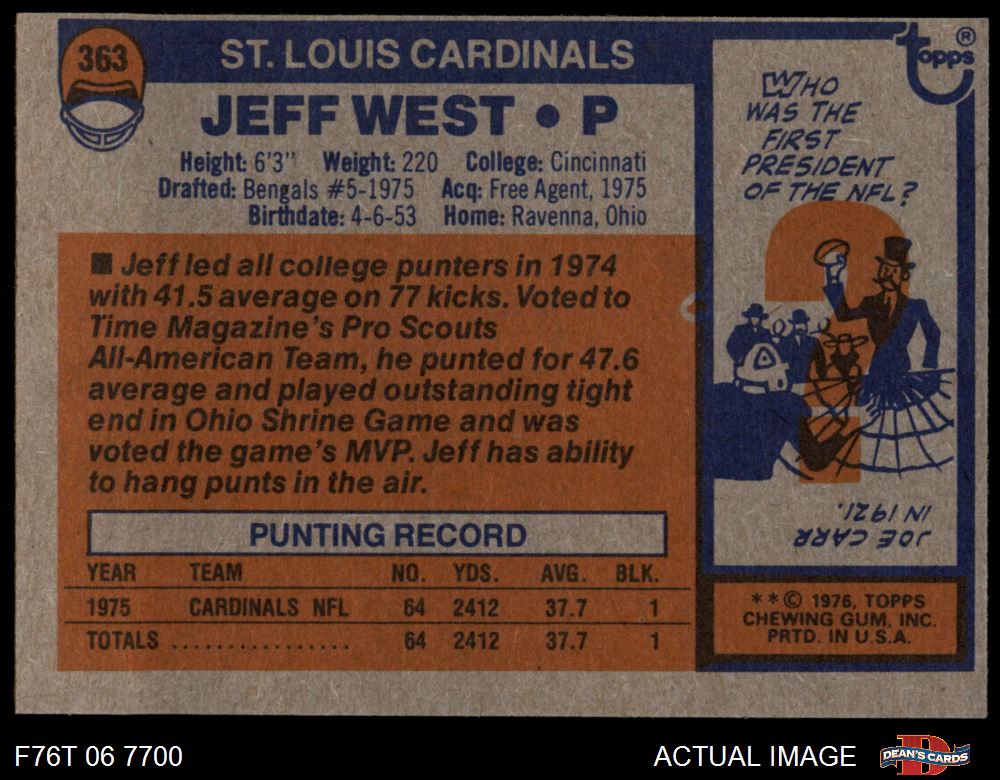 363
ST. LOUIS CARDINALS
JEFF WEST • P
Height: 6'3" Weight: 220 College: Cincinnati
Drafted: Bengals #5-1975 Acq: Free Agent, 1975
Birthdate: 4-6-53 Home: Ravenna, Ohio
■ Jeff led all college punters in 1974
with 41.5 average on 77 kicks. Voted to
Time Magazine's Pro Scouts
All-American Team, he punted for 47.6
average and played outstanding tight
end in Ohio Shrine Game and was
voted the game's MVP. Jeff has ability
to hang punts in the air.
PUNTING RECORD
YEAR TEAM NO. YDS. AVG. BLK.
1975 CARDINALS NFL 64 2412 37.7 1
TOTALS ................ 64 2412 37.7 1
topps®
WHO
WAS THE
FIRST
PRESIDENT
OF THE NFL?
JOE CARR
IN 1921.
**© 1976, TOPPS
CHEWING GUM, INC.
PRTD. IN U.S.A.
F76T 06 7700
ACTUAL IMAGE
DEAN'S CARDS